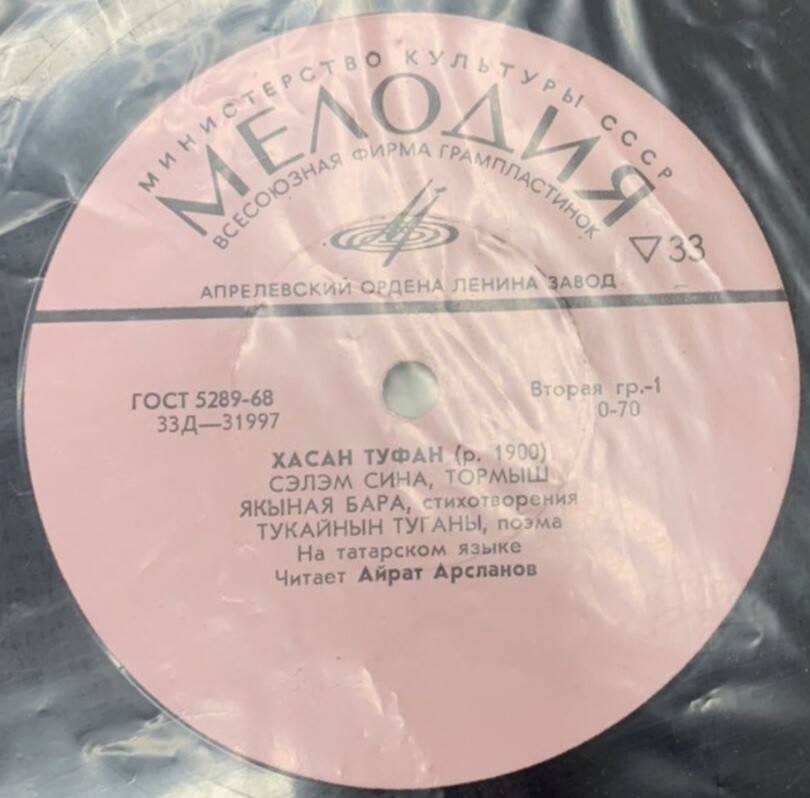 МИНИСТЕРСТВО КУЛЬТУРЫ СССР
МЕЛОДИЯ
ВСЕСОЮЗНАЯ ФИРМА ГРАМПЛАСТИНОК
▽33
АПРЕЛЕВСКИЙ ОРДЕНА ЛЕНИНА ЗАВОД
ГОСТ 5289-68
33Д—31997
Вторая гр.-1
0-70
ХАСАН ТУФАН (р. 1900)
СЭЛЭМ СИНА, ТОРМЫШ
ЯКЫНАЯ БАРА, стихотворения
ТУКАЙНЫН ТУГАНЫ, поэма
На татарском языке
Читает Айрат Арсланов